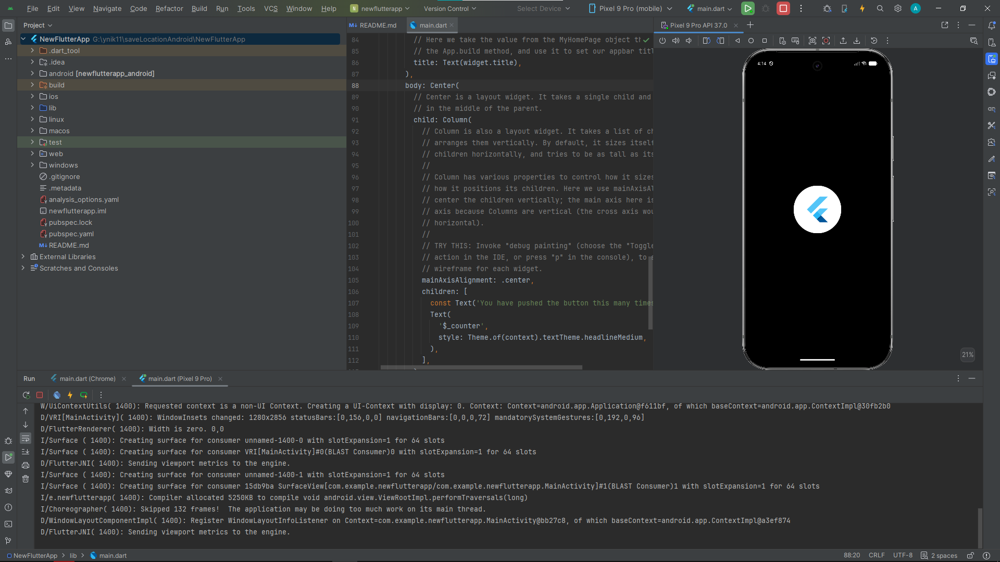 File Edit View Navigate Code Refactor Build Run Tools VCS Window Help N newflutterapp Version Control Select Device Pixel 9 Pro (mobile) main.dart A
Project
README.md main.dart
Pixel 9 Pro API 37.0
NewFlutterApp G:\ynik11\saveLocationAndroid\NewFlutterApp
.dart_tool
.idea
android [newflutterapp_android]
build
ios
lib
linux
macos
test
web
windows
.gitignore
.metadata
analysis_options.yaml
newflutterapp.iml
pubspec.lock
pubspec.yaml
README.md
External Libraries
Scratches and Consoles
84 // Here we take the value from the MyHomePage object th
85 // the App.build method, and use it to set our appbar titl
86 title: Text(widget.title),
87 ),
88 body: Center(
89 // Center is a layout widget. It takes a single child and
90 // in the middle of the parent.
91 child: Column(
92 // Column is also a layout widget. It takes a list of ch
93 // arranges them vertically. By default, it sizes itself
94 // children horizontally, and tries to be as tall as its
95 //
96 // Column has various properties to control how it sizes
97 // how it positions its children. Here we use mainAxisAl
98 // center the children vertically; the main axis here is
99 // axis because Columns are vertical (the cross axis wou
100 // horizontal).
101 //
102 // TRY THIS: Invoke "debug painting" (choose the "Toggle
103 // action in the IDE, or press "p" in the console), to s
104 // wireframe for each widget.
105 mainAxisAlignment: .center,
106 children: [
107 const Text('You have pushed the button this many times
108 Text(
109 '$_counter',
110 style: Theme.of(context).textTheme.headlineMedium,
111 ),
112 ],
4:14
21%
Run main.dart (Chrome) main.dart (Pixel 9 Pro)
W/UiContextUtils( 1400): Requested context is a non-UI Context. Creating a UI-Context with display: 0. Context: Context=android.app.Application@f611bf, of which baseContext=android.app.ContextImpl@30fb2b0
D/VRI[MainActivity]( 1400): WindowInsets changed: 1280x2856 statusBars:[0,156,0,0] navigationBars:[0,0,0,72] mandatorySystemGestures:[0,192,0,96]
D/FlutterRenderer( 1400): Width is zero. 0,0
I/Surface ( 1400): Creating surface for consumer unnamed-1400-0 with slotExpansion=1 for 64 slots
I/Surface ( 1400): Creating surface for consumer VRI[MainActivity]#0(BLAST Consumer)0 with slotExpansion=1 for 64 slots
D/FlutterJNI( 1400): Sending viewport metrics to the engine.
I/Surface ( 1400): Creating surface for consumer unnamed-1400-1 with slotExpansion=1 for 64 slots
I/Surface ( 1400): Creating surface for consumer 15db9ba SurfaceView[com.example.newflutterapp/com.example.newflutterapp.MainActivity]#1(BLAST Consumer)1 with slotExpansion=1 for 64 slots
I/e.newflutterapp( 1400): Compiler allocated 5250KB to compile void android.view.ViewRootImpl.performTraversals(long)
I/Choreographer( 1400): Skipped 132 frames!  The application may be doing too much work on its main thread.
D/WindowLayoutComponentImpl( 1400): Register WindowLayoutInfoListener on Context=com.example.newflutterapp.MainActivity@bb27c8, of which baseContext=android.app.ContextImpl@a3ef874
D/FlutterJNI( 1400): Sending viewport metrics to the engine.
NewFlutterApp > lib > main.dart 88:20 CRLF UTF-8 2 spaces